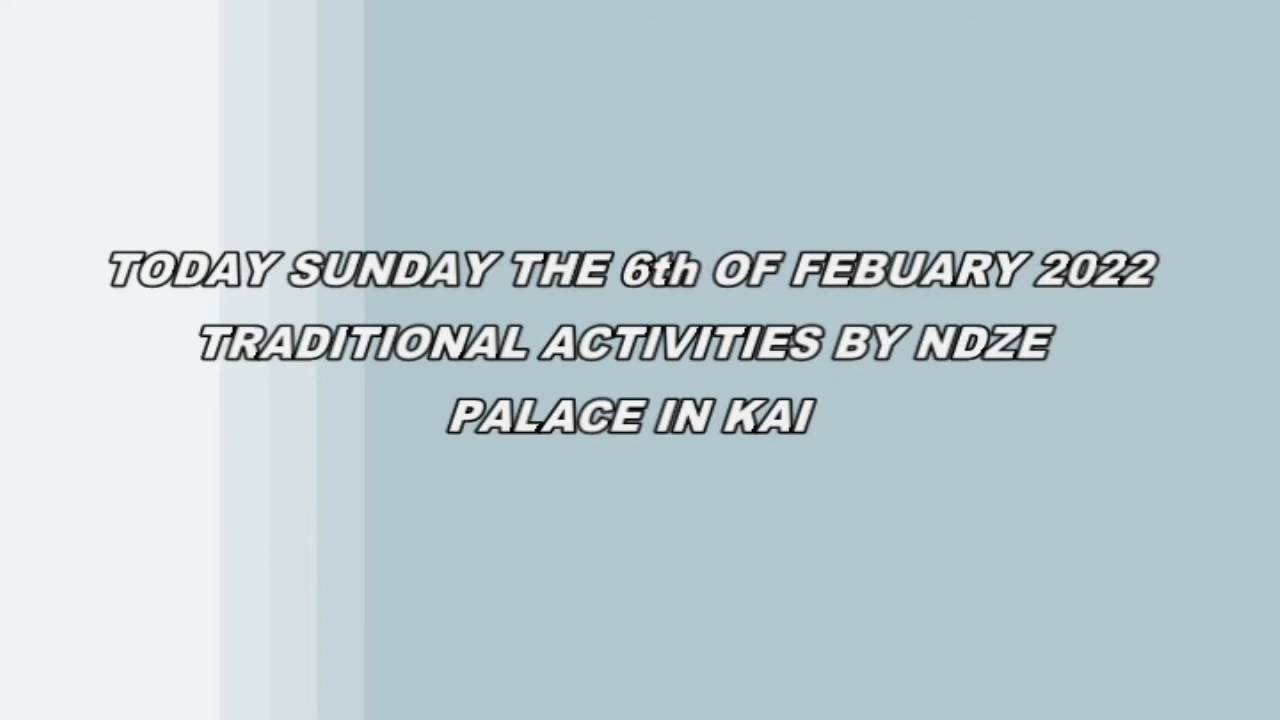 TODAY SUNDAY THE 6th OF FEBUARY 2022
TRADITIONAL ACTIVITIES BY NDZE
PALACE IN KAI